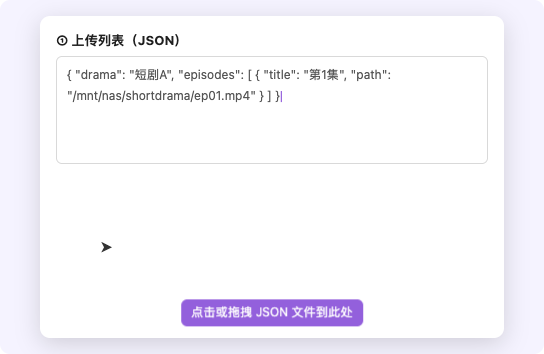 ① 上传列表（JSON）
{ "drama": "短剧A", "episodes": [ { "title": "第1集", "path":
"/mnt/nas/shortdrama/ep01.mp4" } ] }
点击或拖拽 JSON 文件到此处